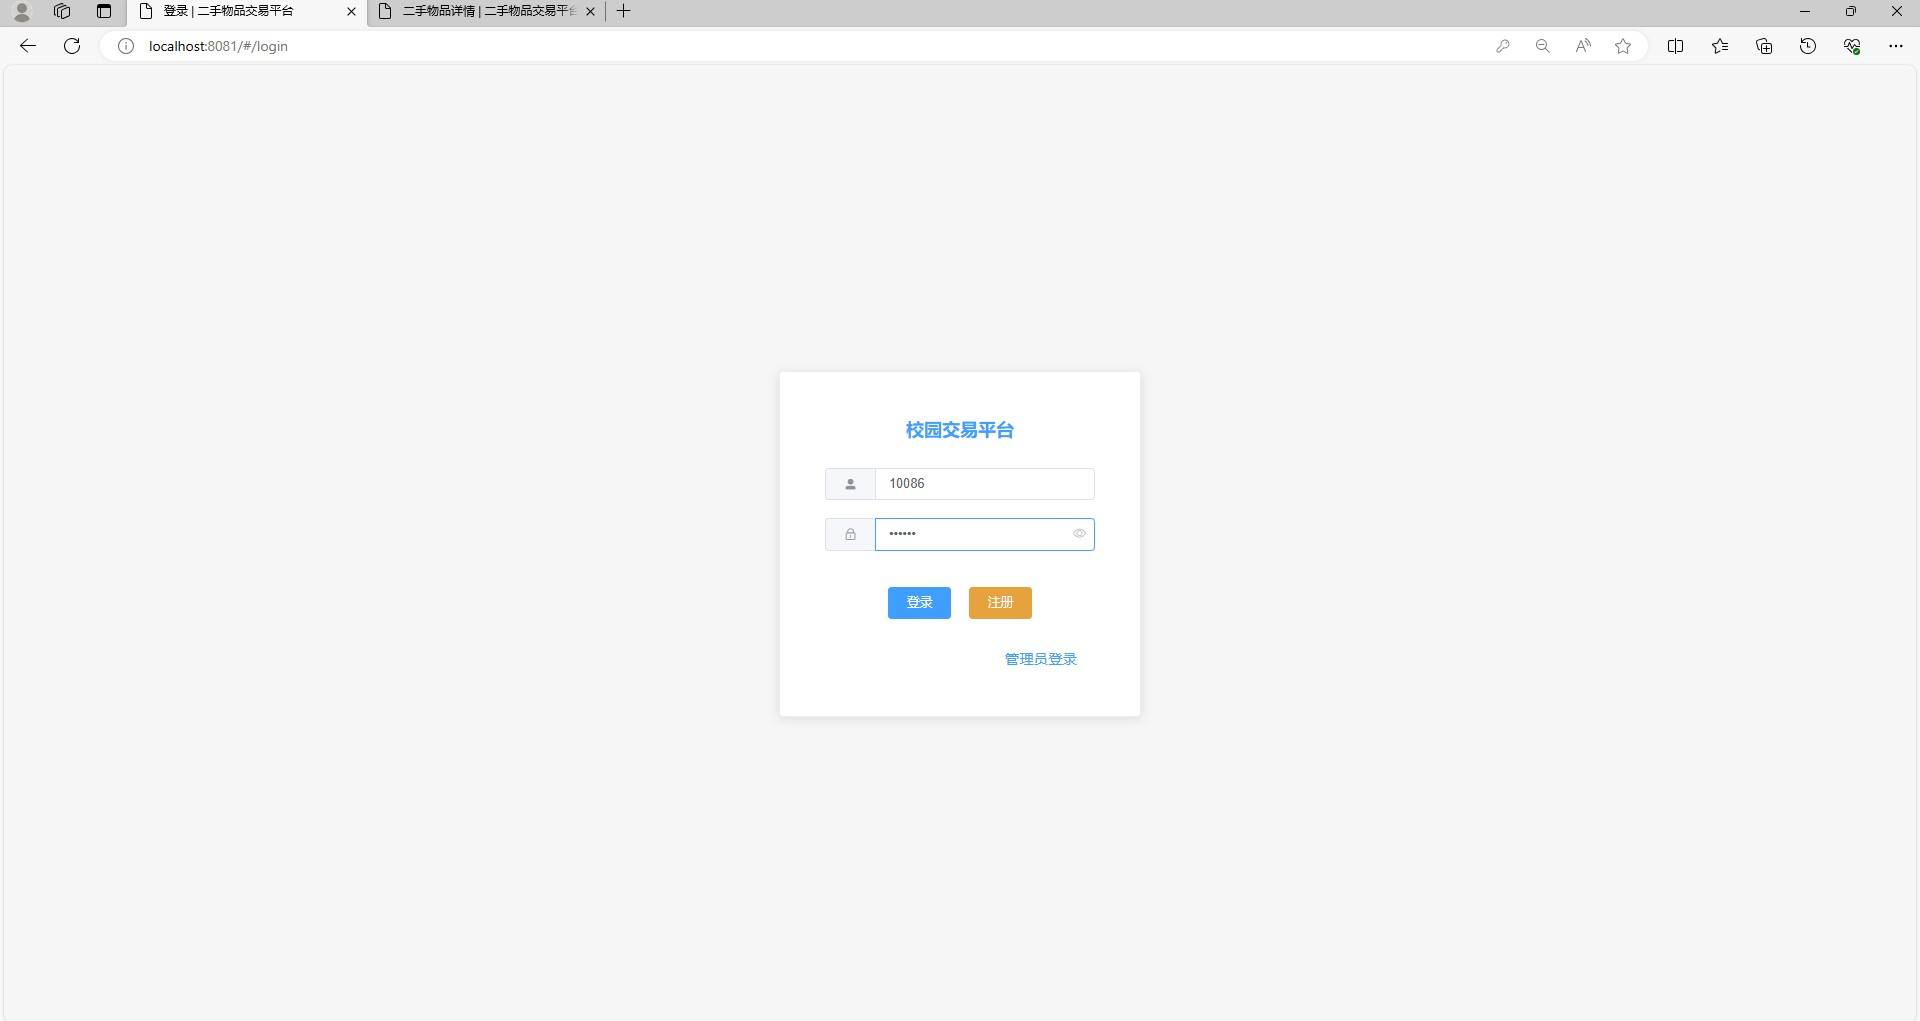 登录 | 二手物品交易平台
二手物品详情 | 二手物品交易平台
localhost:8081/#/login
校园交易平台
10086
••••••
登录
注册
管理员登录